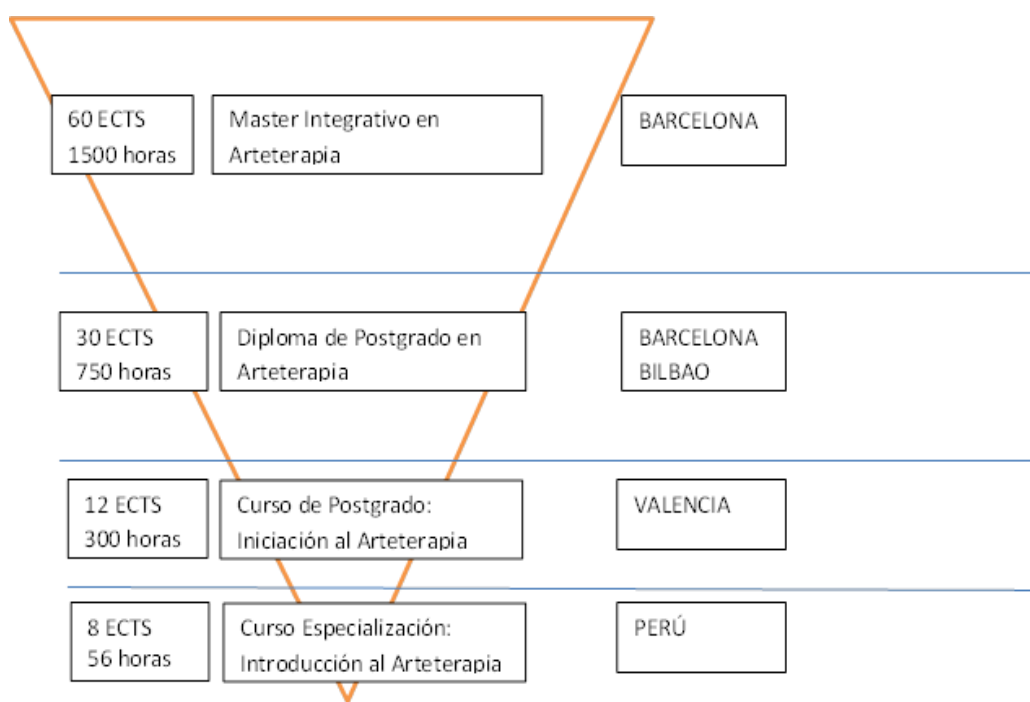 60 ECTS
1500 horas
Master Integrativo en
Arteterapia
BARCELONA
30 ECTS
750 horas
Diploma de Postgrado en
Arteterapia
BARCELONA
BILBAO
12 ECTS
300 horas
Curso de Postgrado:
Iniciación al Arteterapia
VALENCIA
8 ECTS
56 horas
Curso Especialización:
Introducción al Arteterapia
PERÚ